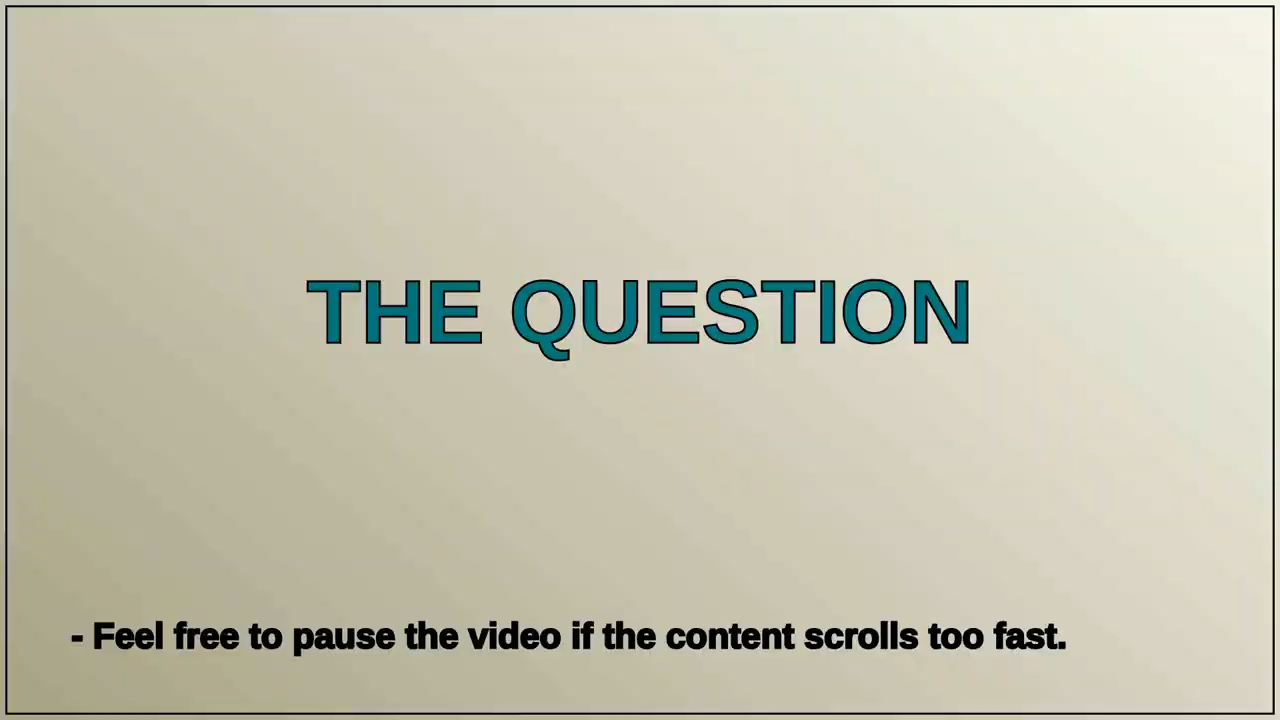 THE QUESTION
- Feel free to pause the video if the content scrolls too fast.